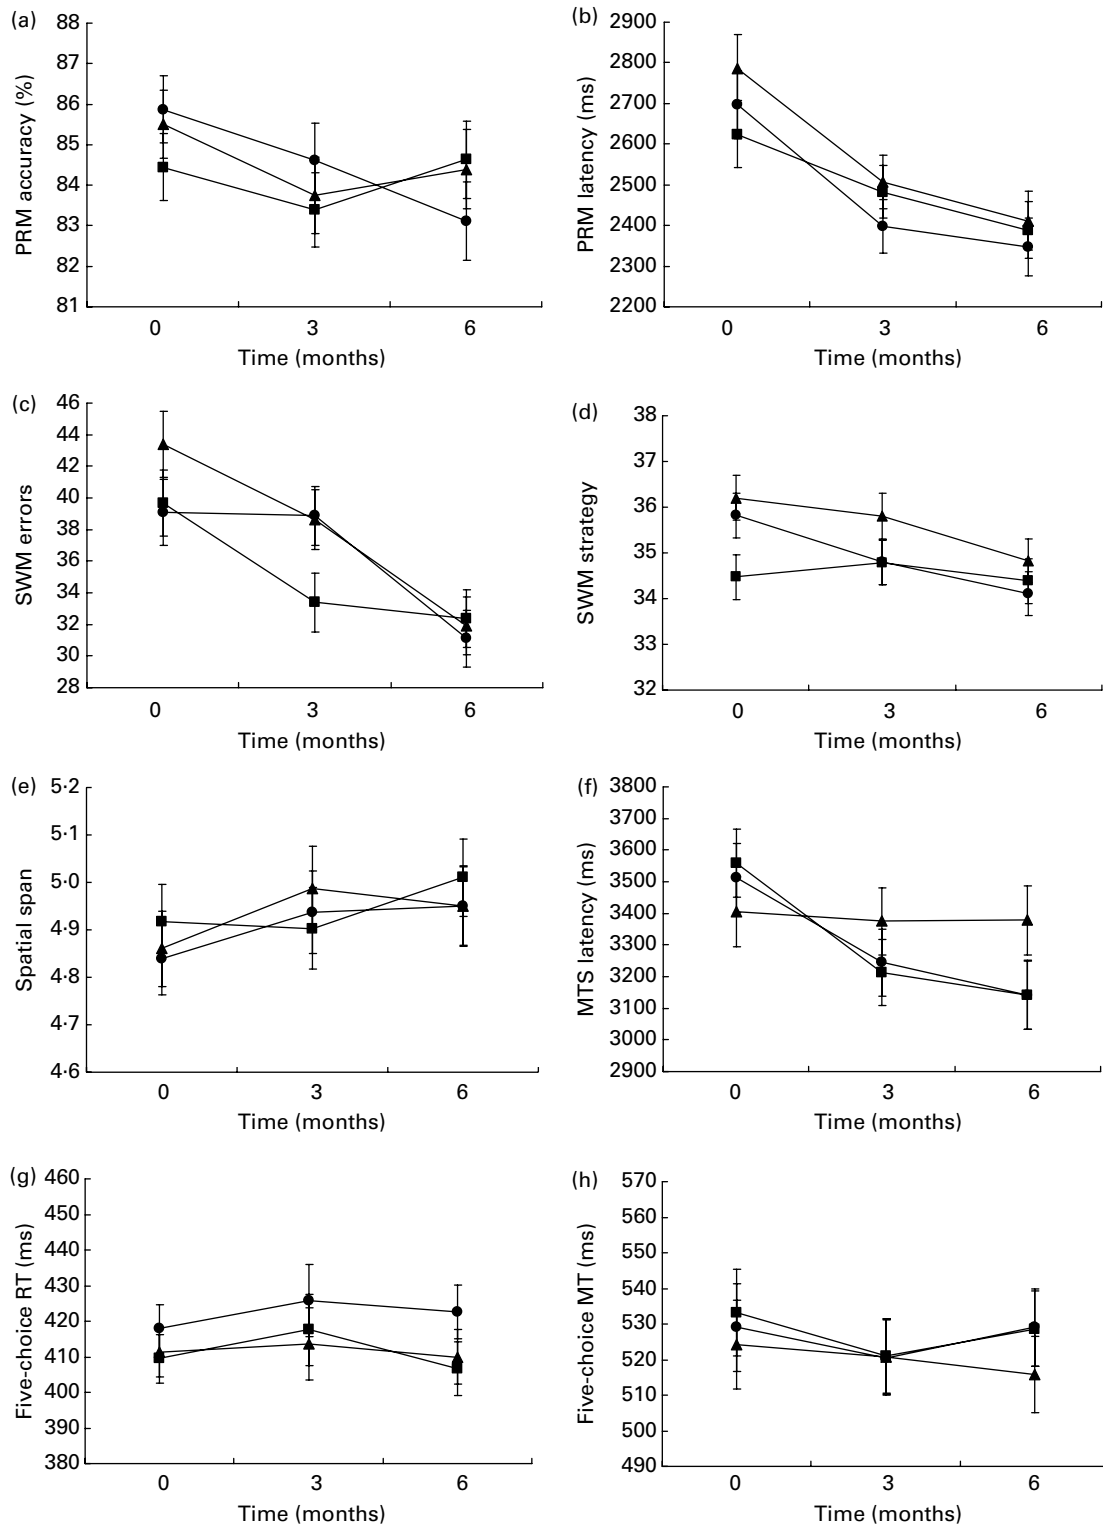 (a)
PRM accuracy (%)
88
87
86
85
84
83
82
81
0 3 6
Time (months)
(b)
PRM latency (ms)
2900
2800
2700
2600
2500
2400
2300
2200
0 3 6
Time (months)
(c)
SWM errors
46
44
42
40
38
36
34
32
30
28
0 3 6
Time (months)
(d)
SWM strategy
38
37
36
35
34
33
32
0 3 6
Time (months)
(e)
Spatial span
5·2
5·1
5·0
4·9
4·8
4·7
4·6
0 3 6
Time (months)
(f)
MTS latency (ms)
3800
3700
3600
3500
3400
3300
3200
3100
3000
2900
0 3 6
Time (months)
(g)
Five-choice RT (ms)
460
450
440
430
420
410
400
390
380
0 3 6
Time (months)
(h)
Five-choice MT (ms)
570
560
550
540
530
520
510
500
490
0 3 6
Time (months)